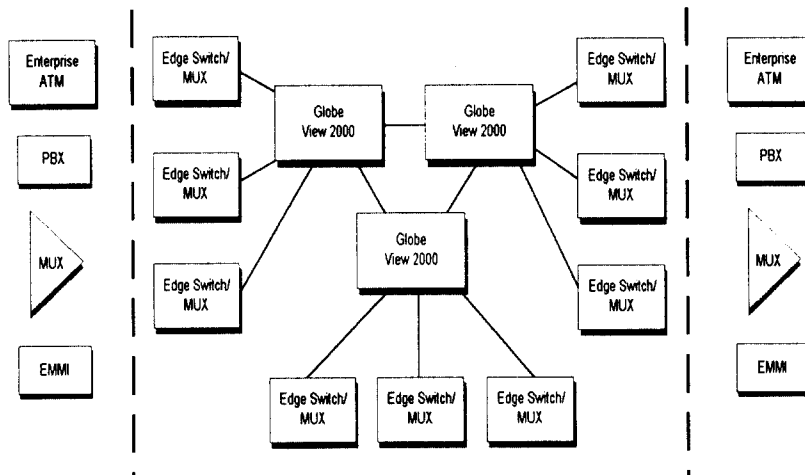 Enterprise
ATM
PBX
MUX
EMMI
Edge Switch/
MUX
Edge Switch/
MUX
Edge Switch/
MUX
Globe
View 2000
Globe
View 2000
Globe
View 2000
Edge Switch/
MUX
Edge Switch/
MUX
Edge Switch/
MUX
Edge Switch/
MUX
Edge Switch/
MUX
Edge Switch/
MUX
Enterprise
ATM
PBX
MUX
EMMI